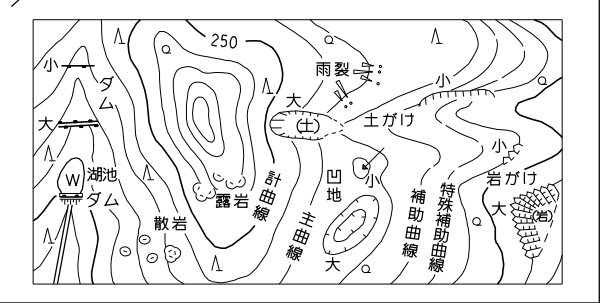 250
小
ダム
大
W
湖池
ダム
散岩
露岩
計曲線
主曲線
雨裂
大
(土)
土がけ
小
凹地
小
大
補助曲線
特殊補助曲線
小
岩がけ
大
(岩)